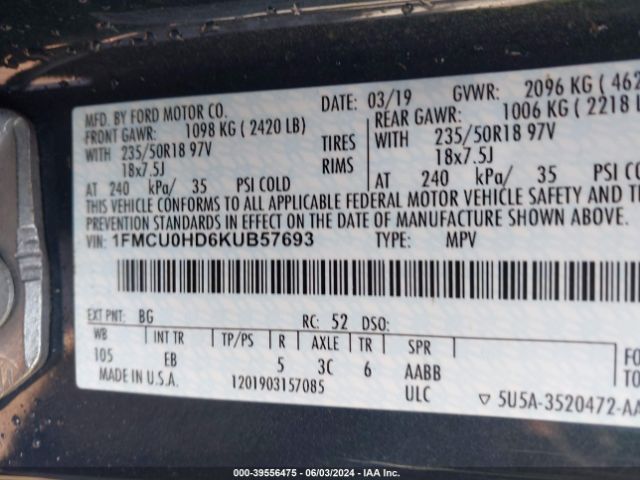 MFD. BY FORD MOTOR CO.
DATE: 03/19 GVWR: 2096 KG ( 462
FRONT GAWR: 1098 KG ( 2420 LB)
REAR GAWR: 1006 KG ( 2218 L
WITH 235/50R18 97V TIRES WITH 235/50R18 97V
18x7.5J RIMS 18x7.5J
AT 240 kPa/ 35 PSI COLD AT 240 kPa/ 35 PSI COLD
THIS VEHICLE CONFORMS TO ALL APPLICABLE FEDERAL MOTOR VEHICLE SAFETY AND T
PREVENTION STANDARDS IN EFFECT ON THE DATE OF MANUFACTURE SHOWN ABOVE.
VIN: 1FMCU0HD6KUB57693 TYPE: MPV
EXT PNT: BG RC: 52 DSO:
WB INT TR TP/PS R AXLE TR SPR
105 EB 5 3C 6 AABB
MADE IN U.S.A. 1201903157085 ULC
FO
TO
5U5A-3520472-AA
000-39556475 - 06/03/2024 - IAA Inc.